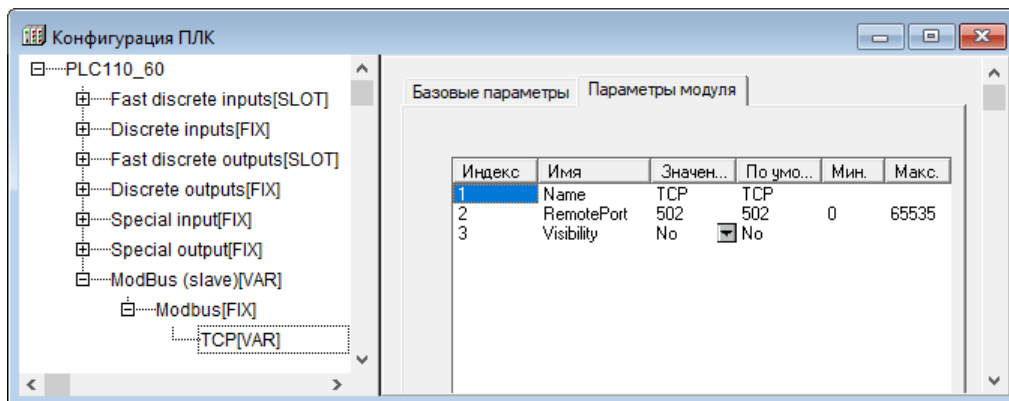 Конфигурация ПЛК
PLC110_60
Fast discrete inputs[SLOT]
Discrete inputs[FIX]
Fast discrete outputs[SLOT]
Discrete outputs[FIX]
Special input[FIX]
Special output[FIX]
ModBus (slave)[VAR]
Modbus[FIX]
TCP[VAR]
Базовые параметры Параметры модуля
Индекс Имя Значен... По умо... Мин. Макс.
1 Name TCP TCP
2 RemotePort 502 502 0 65535
3 Visibility No No